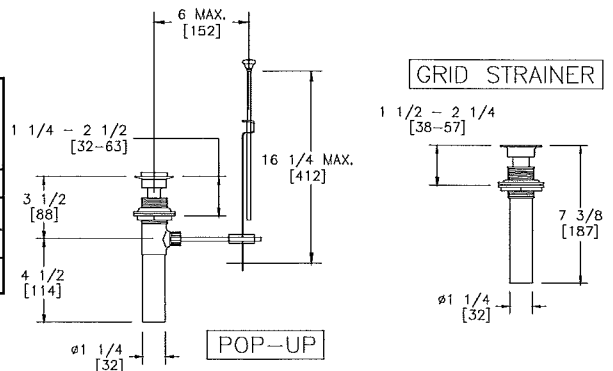 6 MAX.
[152]
GRID STRAINER
1 1/2 - 2 1/4
[38-57]
1 1/4 - 2 1/2
[32-63]
16 1/4 MAX.
[412]
3 1/2
[88]
7 3/8
[187]
4 1/2
[114]
ø1 1/4
[32]
ø1 1/4
[32]
POP-UP